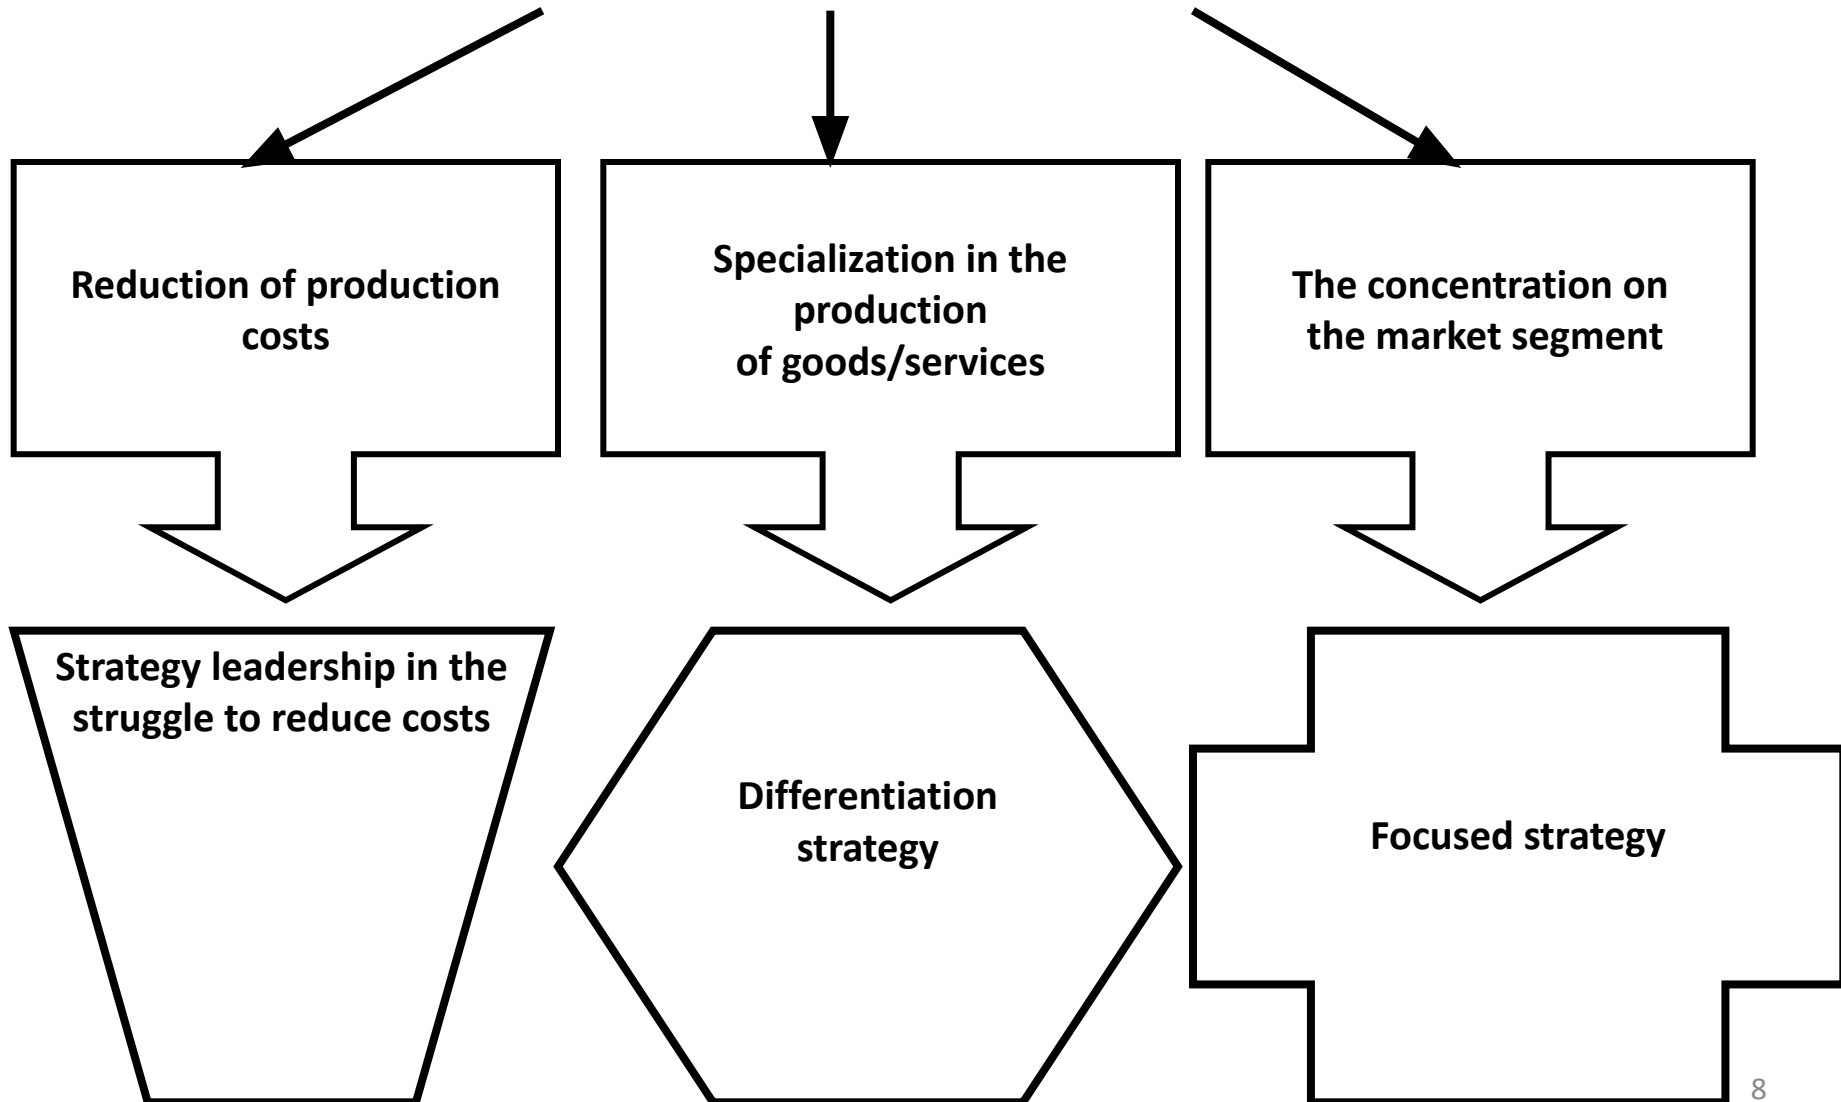 Reduction of production
costs
Specialization in the
production
of goods/services
The concentration on
the market segment
Strategy leadership in the
struggle to reduce costs
Differentiation
strategy
Focused strategy
8